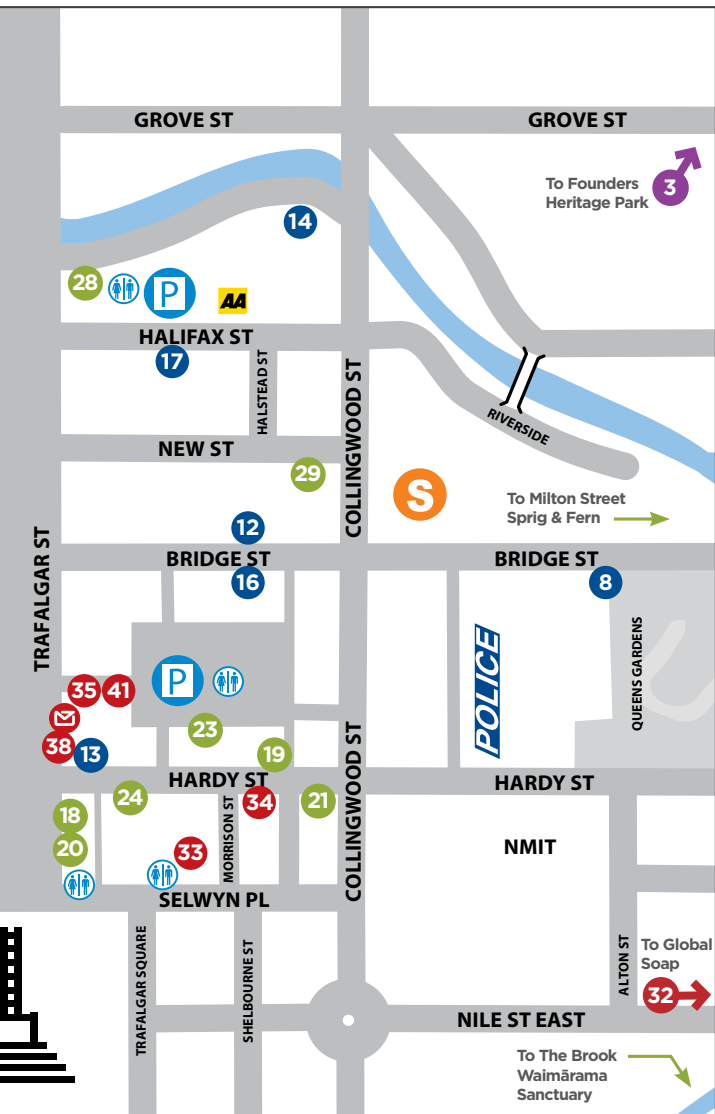 GROVE ST
GROVE ST
To Founders
Heritage Park
3
14
28
P
AA
HALIFAX ST
17
HALSTEAD ST
COLLINGWOOD ST
RIVERSIDE
NEW ST
29
S
To Milton Street
Sprig & Fern
12
BRIDGE ST
BRIDGE ST
16
8
TRAFALGAR ST
P
POLICE
QUEENS GARDENS
35
41
38
13
23
19
HARDY ST
HARDY ST
COLLINGWOOD ST
24
34
21
18
20
33
MORRISON ST
NMIT
SELWYN PL
TRAFALGAR SQUARE
SHELBOURNE ST
ALTON ST
To Global
Soap
32
NILE ST EAST
To The Brook
Waimārama
Sanctuary